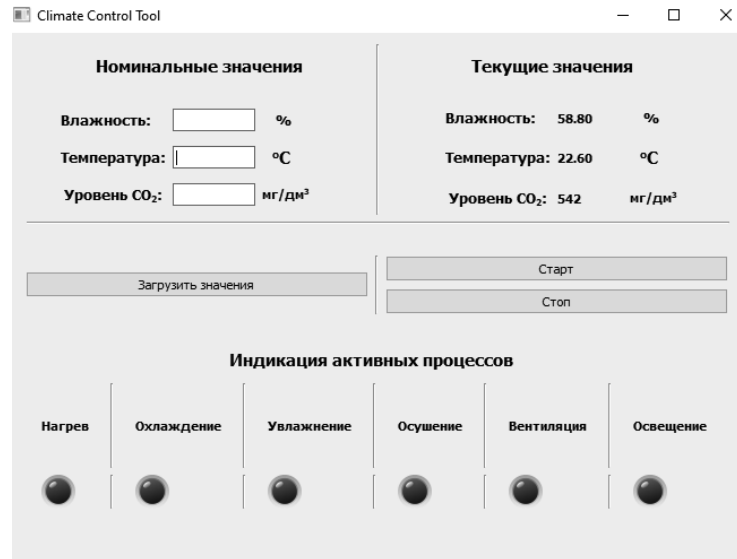 Climate Control Tool
Номинальные значения
Влажность: %
Температура: °C
Уровень CO₂: мг/дм³
Текущие значения
Влажность: 58.80 %
Температура: 22.60 °C
Уровень CO₂: 542 мг/дм³
Загрузить значения
Старт
Стоп
Индикация активных процессов
Нагрев Охлаждение Увлажнение Осушение Вентиляция Освещение